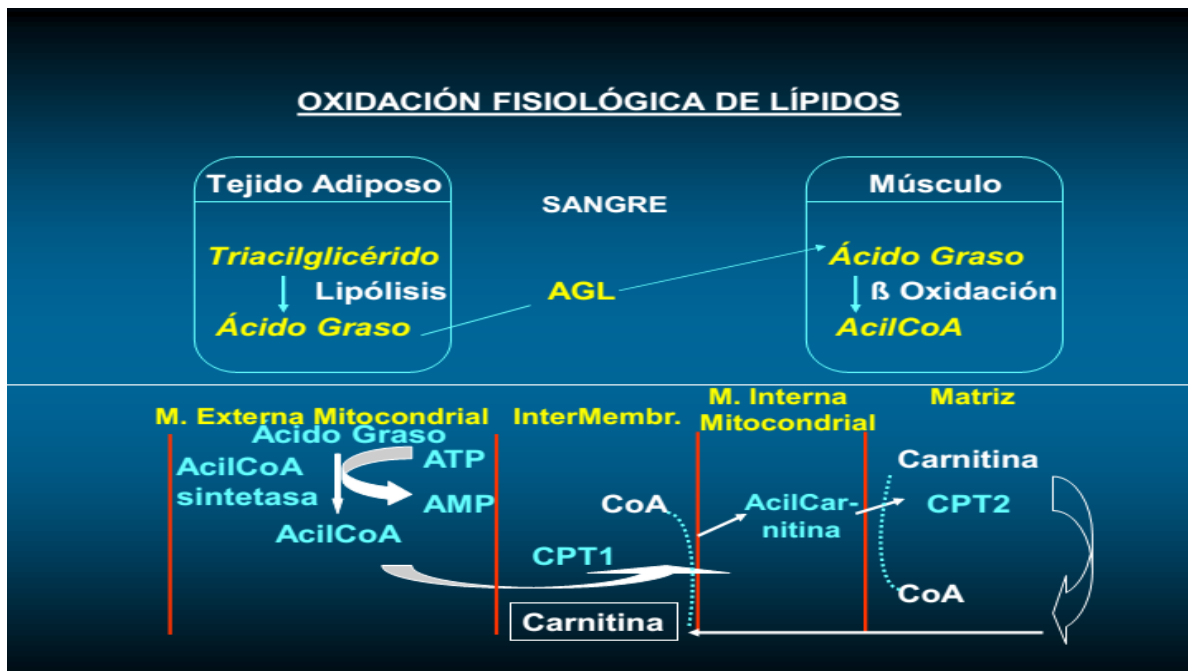 OXIDACIÓN FISIOLÓGICA DE LÍPIDOS
Tejido Adiposo
Triacilglicérido
Lipólisis
Ácido Graso
SANGRE
AGL
Músculo
Ácido Graso
ß Oxidación
AcilCoA
M. Externa Mitocondrial
Acido Graso
AcilCoA
sintetasa
ATP
AMP
AcilCoA
InterMembr.
CoA
CPT1
Carnitina
M. Interna
Mitocondrial
AcilCar-
nitina
Matriz
Carnitina
CPT2
CoA